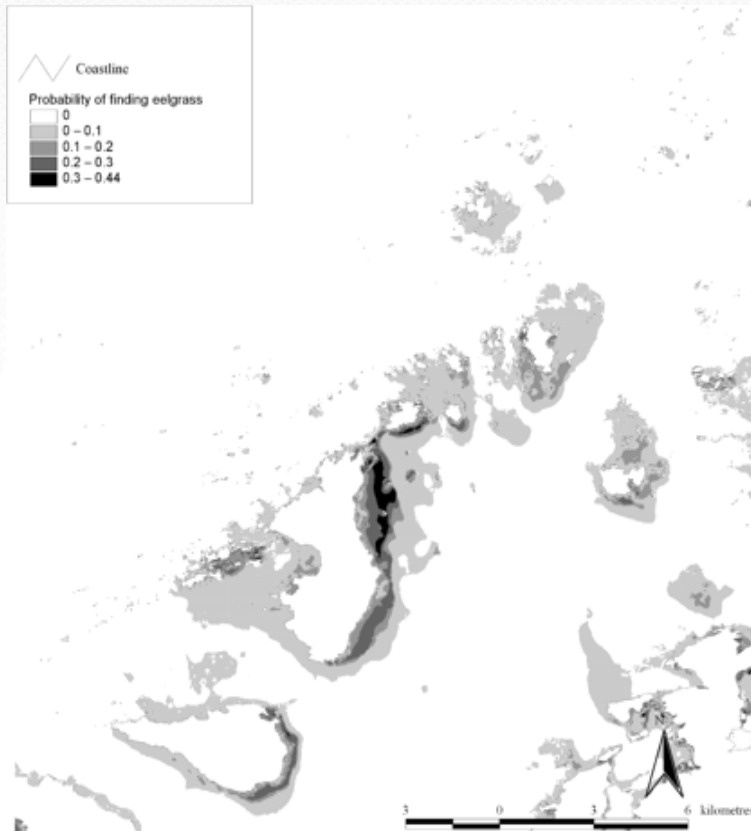 Coastline
Probability of finding eelgrass
0
0 – 0.1
0.1 – 0.2
0.2 – 0.3
0.3 – 0.44
N
3 0 3 6 kilometres